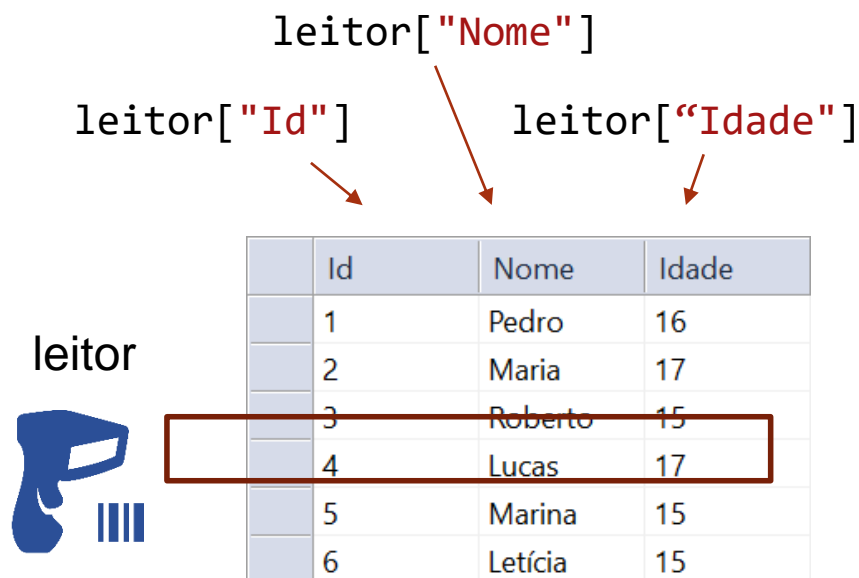 leitor["Nome"]
leitor["Id"] leitor[“Idade"]
Id Nome Idade
1 Pedro 16
2 Maria 17
leitor
3 Roberto 15
4 Lucas 17
5 Marina 15
6 Letícia 15